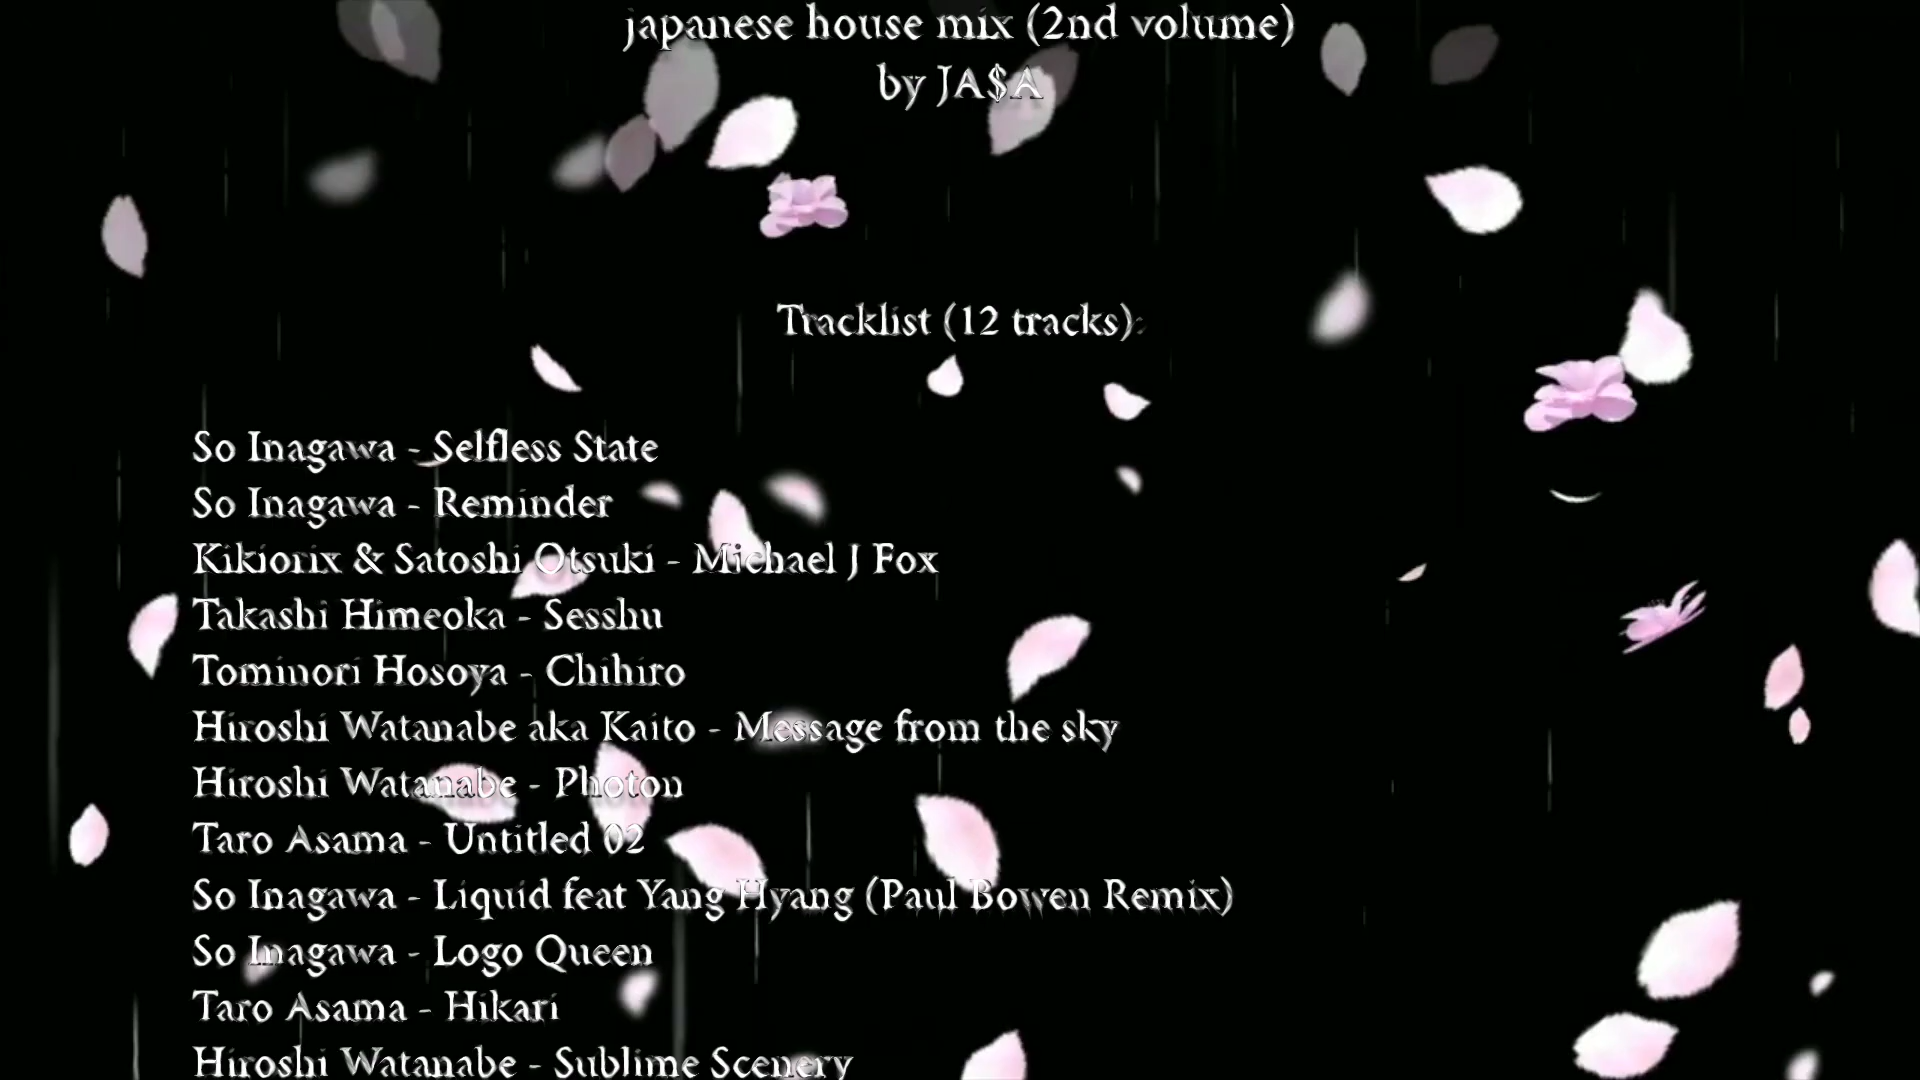 japanese house mix (2nd volume)
by JA$A
Tracklist (12 tracks):
So Inagawa - Selfless State
So Inagawa - Reminder
Kikiorix & Satoshi Otsuki - Michael J Fox
Takashi Himeoka - Sesshu
Tominori Hosoya - Chihiro
Hiroshi Watanabe aka Kaito - Message from the sky
Hiroshi Watanabe - Photon
Taro Asama - Untitled 02
So Inagawa - Liquid feat Yang Hyang (Paul Bowen Remix)
So Inagawa - Logo Queen
Taro Asama - Hikari
Hiroshi Watanabe - Sublime Scenery